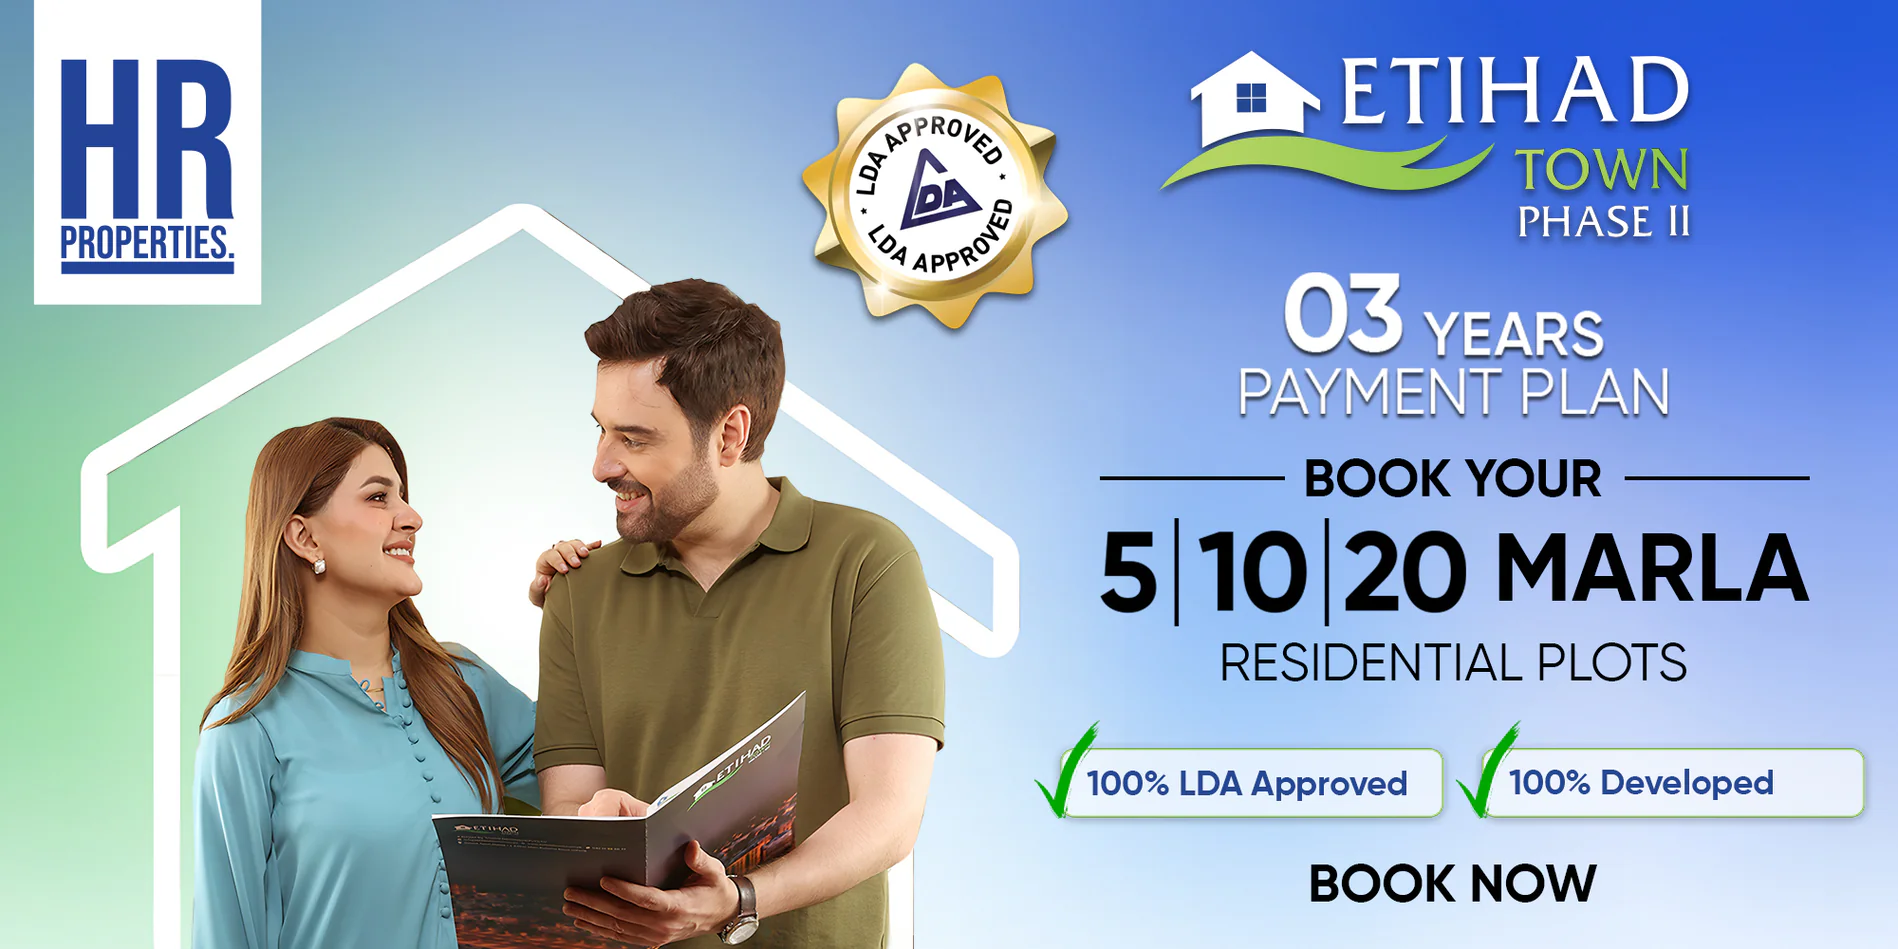 HR
PROPERTIES.
LDA APPROVED
LDA
LDA APPROVED
ETIHAD
TOWN
PHASE II
03 YEARS
PAYMENT PLAN
BOOK YOUR
5|10|20 MARLA
RESIDENTIAL PLOTS
100% LDA Approved
100% Developed
BOOK NOW
ETIHAD
ETIHAD
TOWN